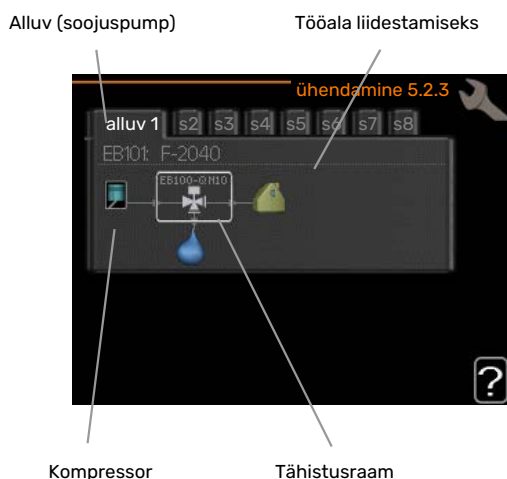 Alluv (soojuspump)
Tööala liidestamiseks
ühendamine 5.2.3
alluv 1 s2 s3 s4 s5 s6 s7 s8
EB101: F-2040
EB100-QN10
?
Kompressor
Tähistusraam